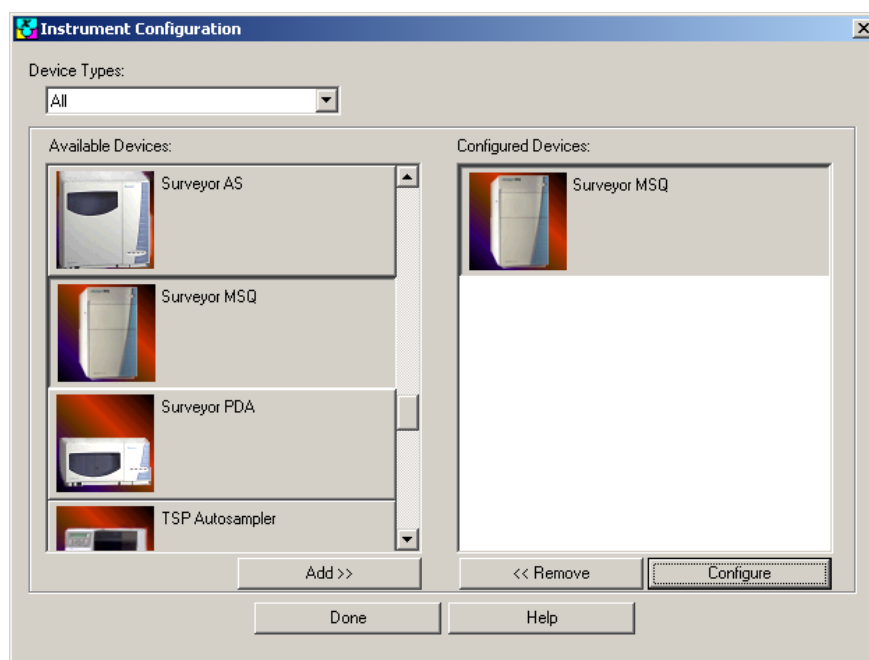 Instrument Configuration
Device Types:
All
Available Devices:
Configured Devices:
Surveyor AS
Surveyor MSQ
Surveyor PDA
TSP Autosampler
Surveyor MSQ
Add >>
<< Remove
Configure
Done
Help